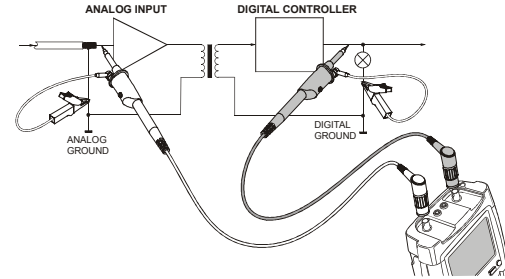 ANALOG INPUT
DIGITAL CONTROLLER
ANALOG
GROUND
DIGITAL
GROUND